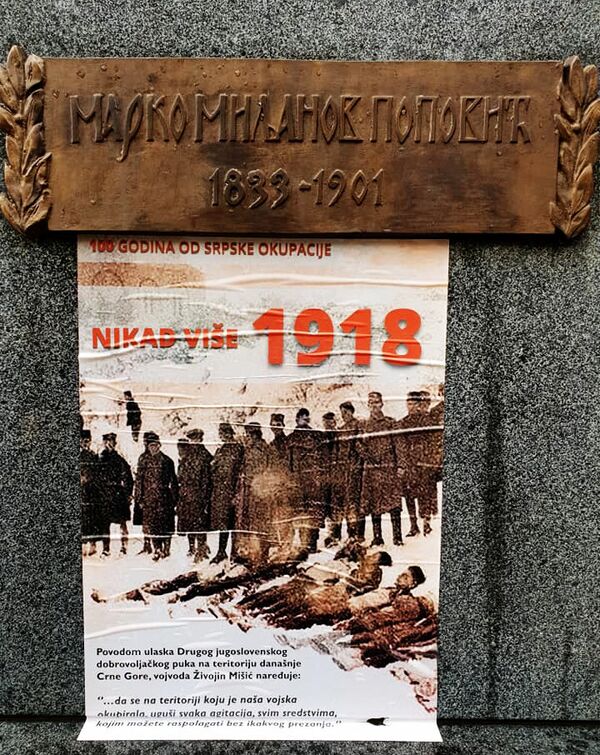 МАРКО МИЉАНОВ ПОПОВИЋ
1833-1901
100 GODINA OD SRPSKE OKUPACIJE
NIKAD VIŠE 1918
Povodom ulaska Drugog jugoslovenskog
dobrovoljačkog puka na teritoriju današnje
Crne Gore, vojvoda Živojin Mišić naređuje:
"...da se na teritoriji koju je naša vojska
okupirala, uguši svaka agitacija, svim sredstvima,
kojim možete raspolagati bez ikakvog prezanja."